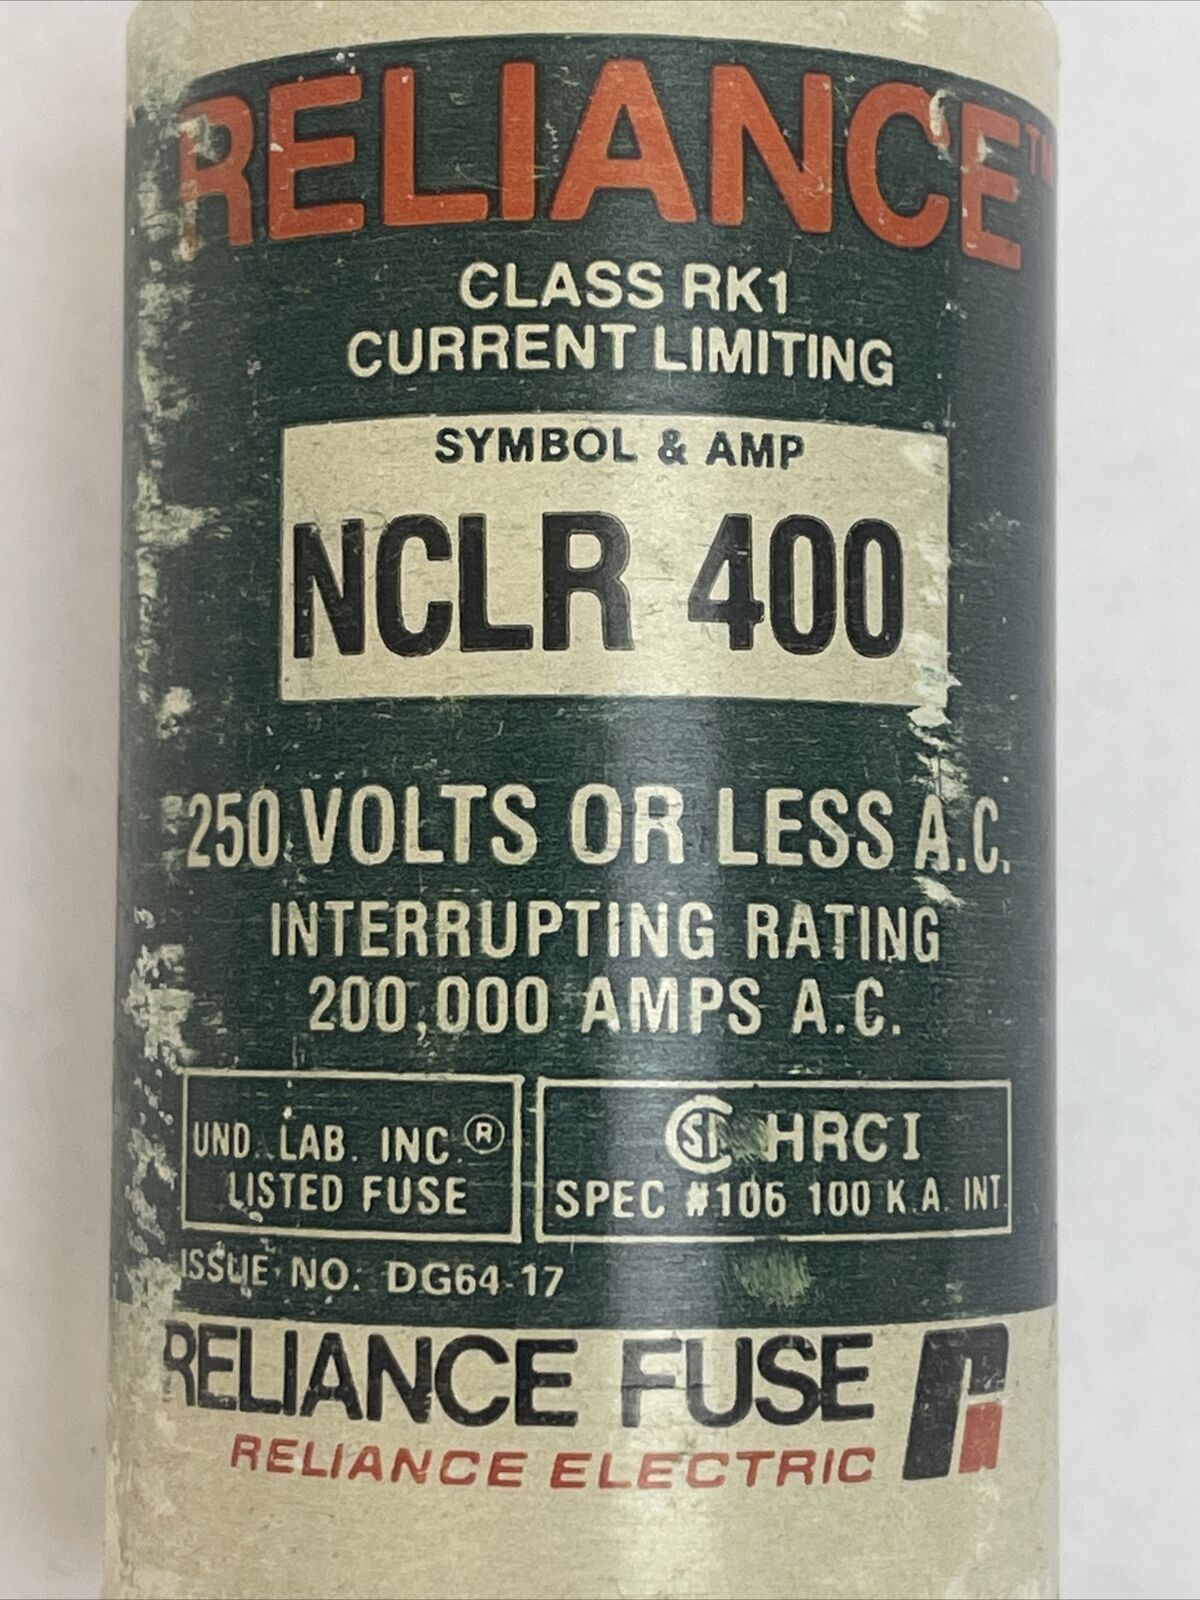 RELIANCE™
CLASS RK1
CURRENT LIMITING
SYMBOL & AMP
NCLR 400
250 VOLTS OR LESS A.C.
INTERRUPTING RATING
200,000 AMPS A.C.
UND. LAB. INC.®
LISTED FUSE
HRC I
SPEC #106 100 K.A. INT.
ISSUE NO. DG64-17
RELIANCE FUSE
RELIANCE ELECTRIC